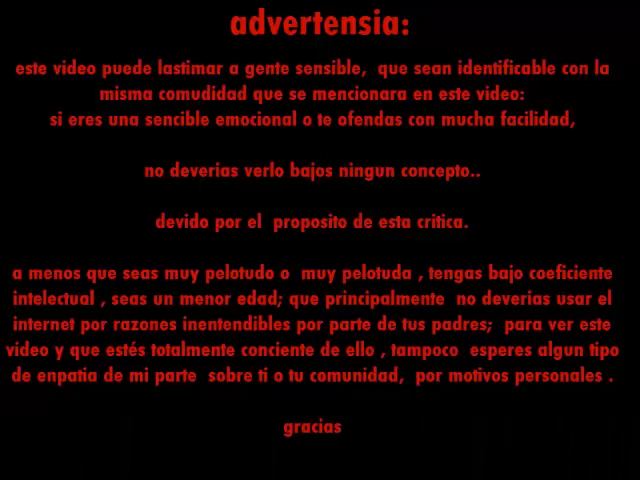 advertensia:
este video puede lastimar a gente sensible, que sean identificable con la
misma comudidad que se mencionara en este video:
si eres una sencible emocional o te ofendas con mucha facilidad,
no deverias verlo bajos ningun concepto..
devido por el proposito de esta critica.
a menos que seas muy pelotudo o muy pelotuda , tengas bajo coeficiente
intelectual , seas un menor edad; que principalmente no deverias usar el
internet por razones inentendibles por parte de tus padres; para ver este
video y que estés totalmente conciente de ello , tampoco esperes algun tipo
de enpatia de mi parte sobre ti o tu comunidad, por motivos personales .
gracias